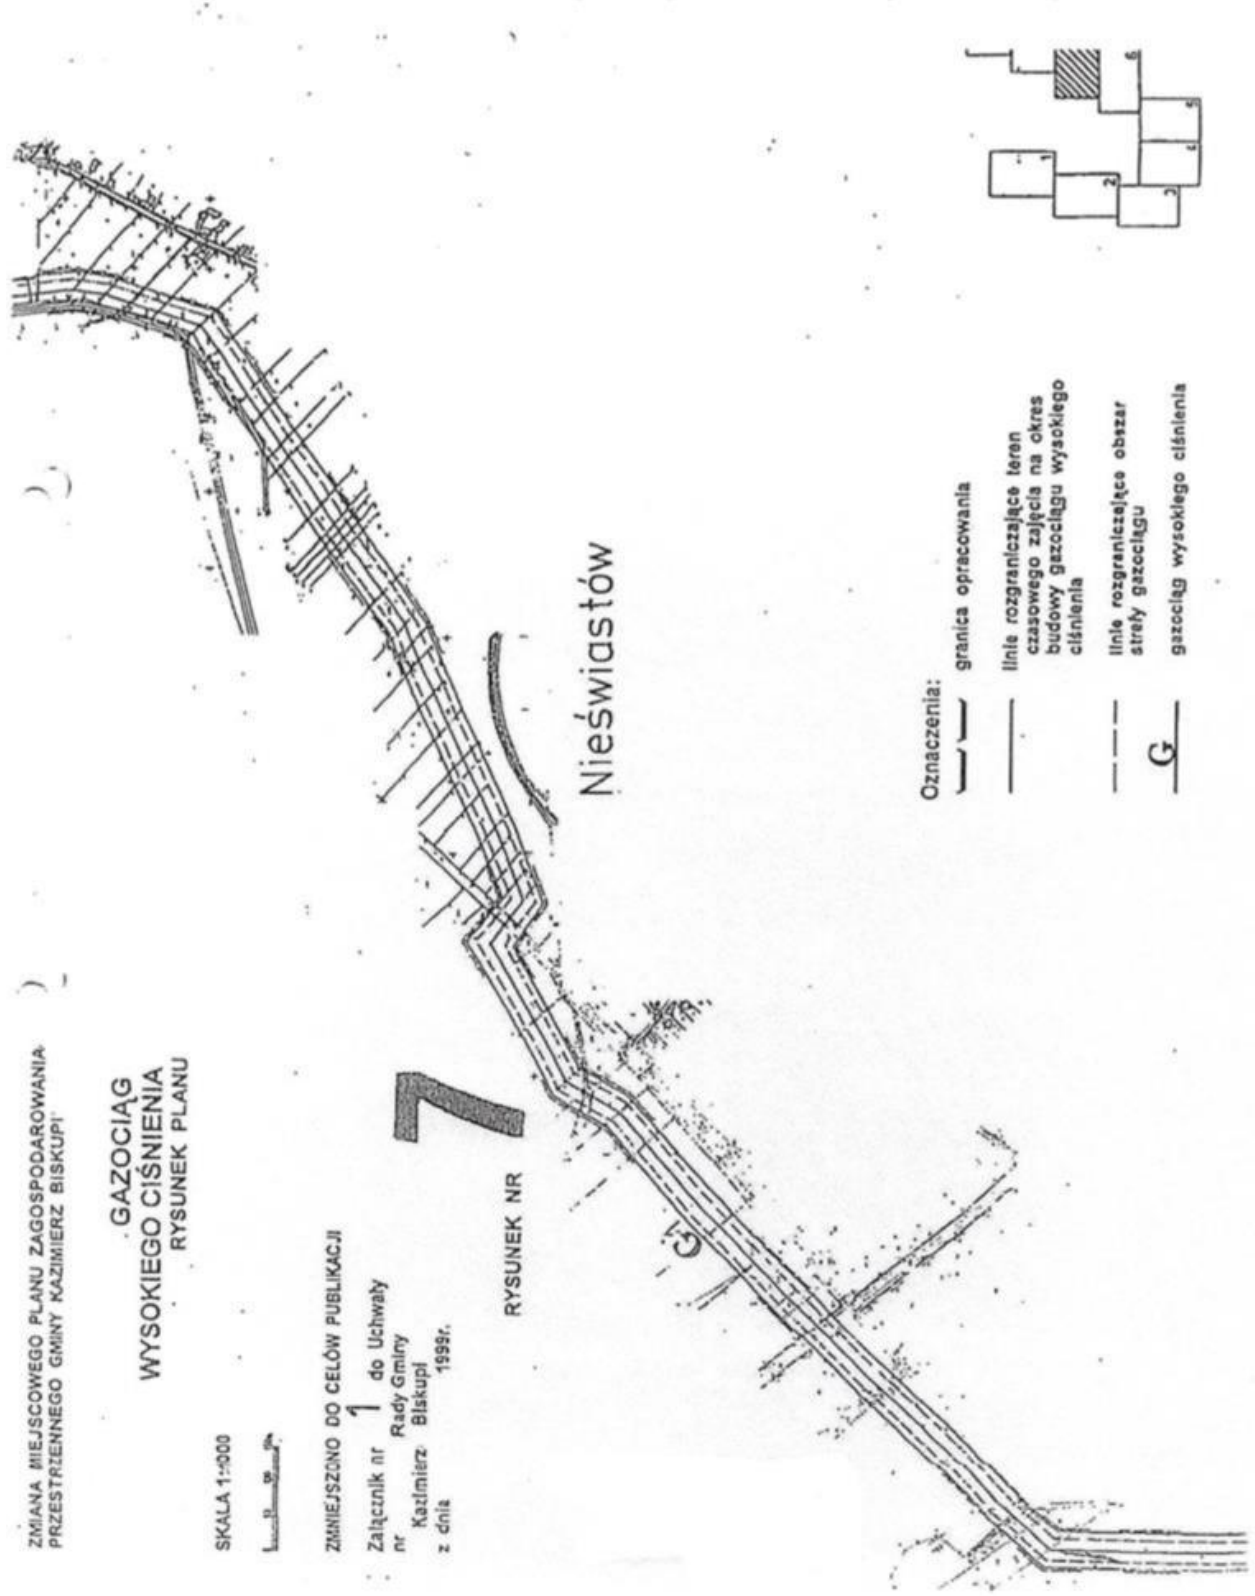 ZMIANA MIEJSCOWEGO PLANU ZAGOSPODAROWANIA
PRZESTRZENNEGO GMINY KAZIMIERZ BISKUPI
GAZOCIĄG
WYSOKIEGO CIŚNIENIA
RYSUNEK PLANU
SKALA 1:1000
ZMNIEJSZONO DO CELÓW PUBLIKACJI
Załącznik nr 1 do Uchwały
nr Rady Gminy
Kazimierz Biskupi
z dnia 1999r.
RYSUNEK NR 7
G
Nieświastów
Oznaczenia:
granica opracowania
linie rozgraniczające teren
czasowego zajęcia na okres
budowy gazociągu wysokiego
ciśnienia
linie rozgraniczające obszar
strefy gazociągu
G
gazociąg wysokiego ciśnienia
1
2
3
4
5
6